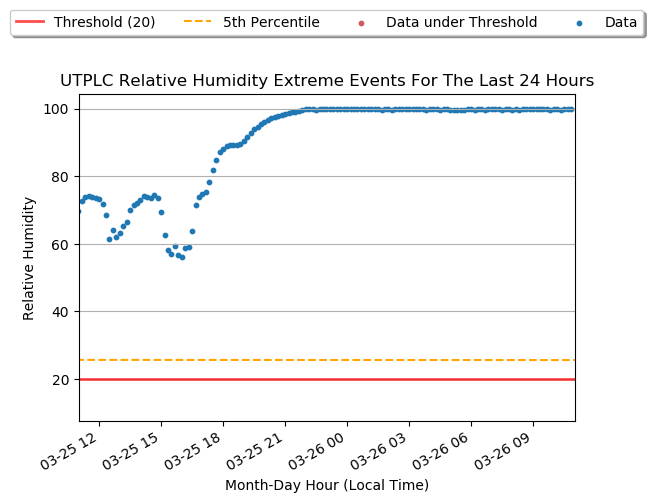 Threshold (20) 5th Percentile Data under Threshold Data
UTPLC Relative Humidity Extreme Events For The Last 24 Hours
100
80
60
40
20
Relative Humidity
03-25 12 03-25 15 03-25 18 03-25 21 03-26 00 03-26 03 03-26 06 03-26 09
Month-Day Hour (Local Time)